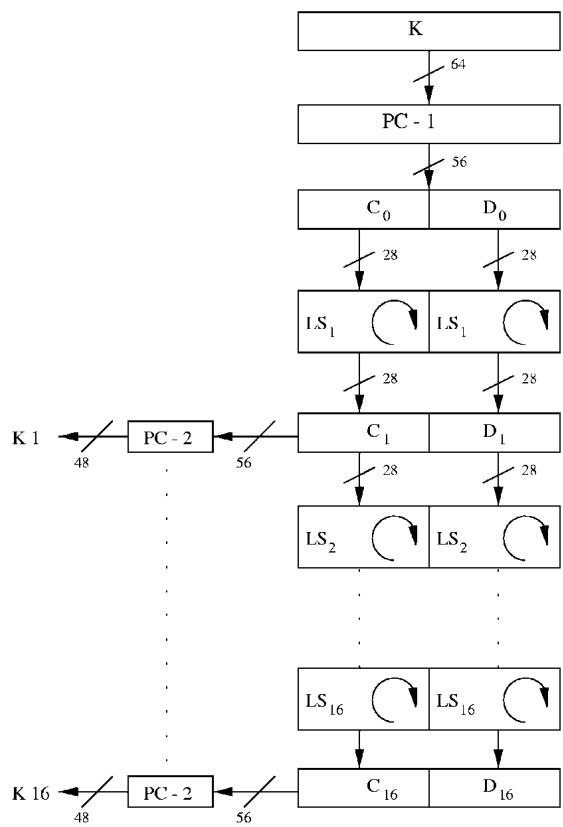 K
64
PC - 1
56
C0 D0
28 28
LS1 LS1
28 28
K 1 48 PC - 2 56 C1 D1
28 28
LS2 LS2
LS16 LS16
K 16 48 PC - 2 56 C16 D16